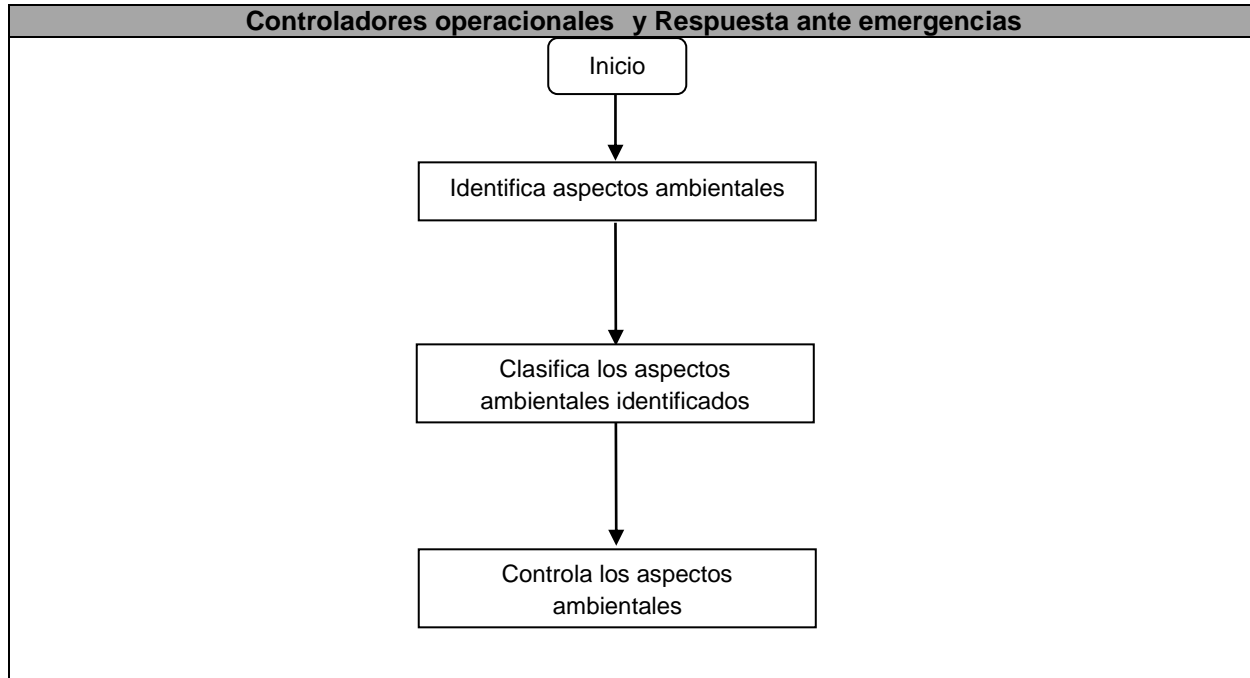 Controladores operacionales y Respuesta ante emergencias
Inicio
Identifica aspectos ambientales
Clasifica los aspectos
ambientales identificados
Controla los aspectos
ambientales